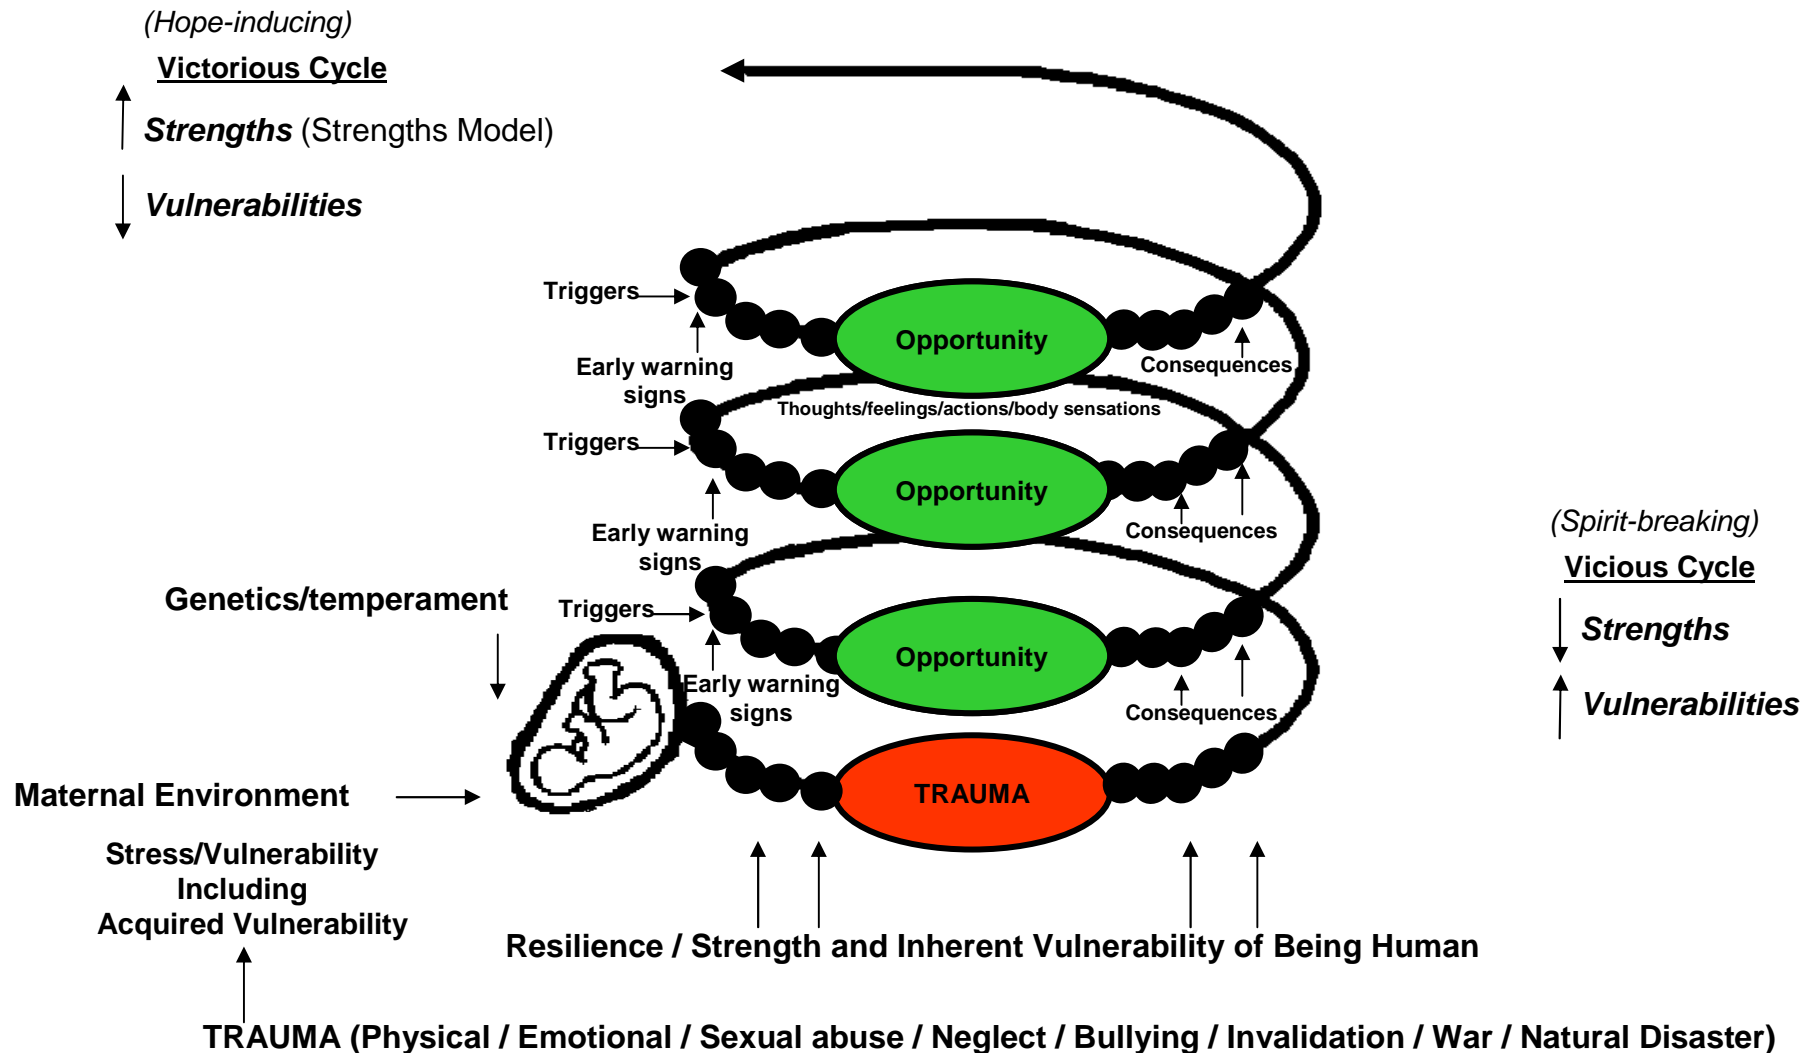 (Hope-inducing)
Victorious Cycle
Strengths (Strengths Model)
Vulnerabilities
Triggers
Opportunity
Early warning
signs
Consequences
Thoughts/feelings/actions/body sensations
Triggers
Opportunity
Early warning
signs
Consequences
(Spirit-breaking)
Vicious Cycle
Strengths
Vulnerabilities
Genetics/temperament
Triggers
Opportunity
Early warning
signs
Consequences
Maternal Environment
TRAUMA
Stress/Vulnerability
Including
Acquired Vulnerability
Resilience / Strength and Inherent Vulnerability of Being Human
TRAUMA (Physical / Emotional / Sexual abuse / Neglect / Bullying / Invalidation / War / Natural Disaster)